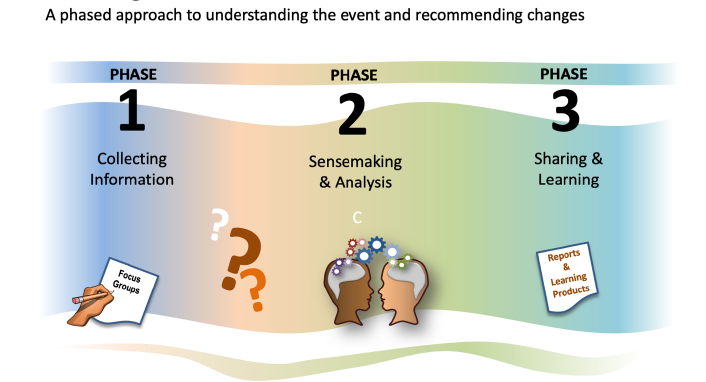 A phased approach to understanding the event and recommending changes
PHASE
1
Collecting
Information
?
?
?
Focus
Groups
PHASE
2
Sensemaking
& Analysis
C
PHASE
3
Sharing &
Learning
Reports
&
Learning
Products